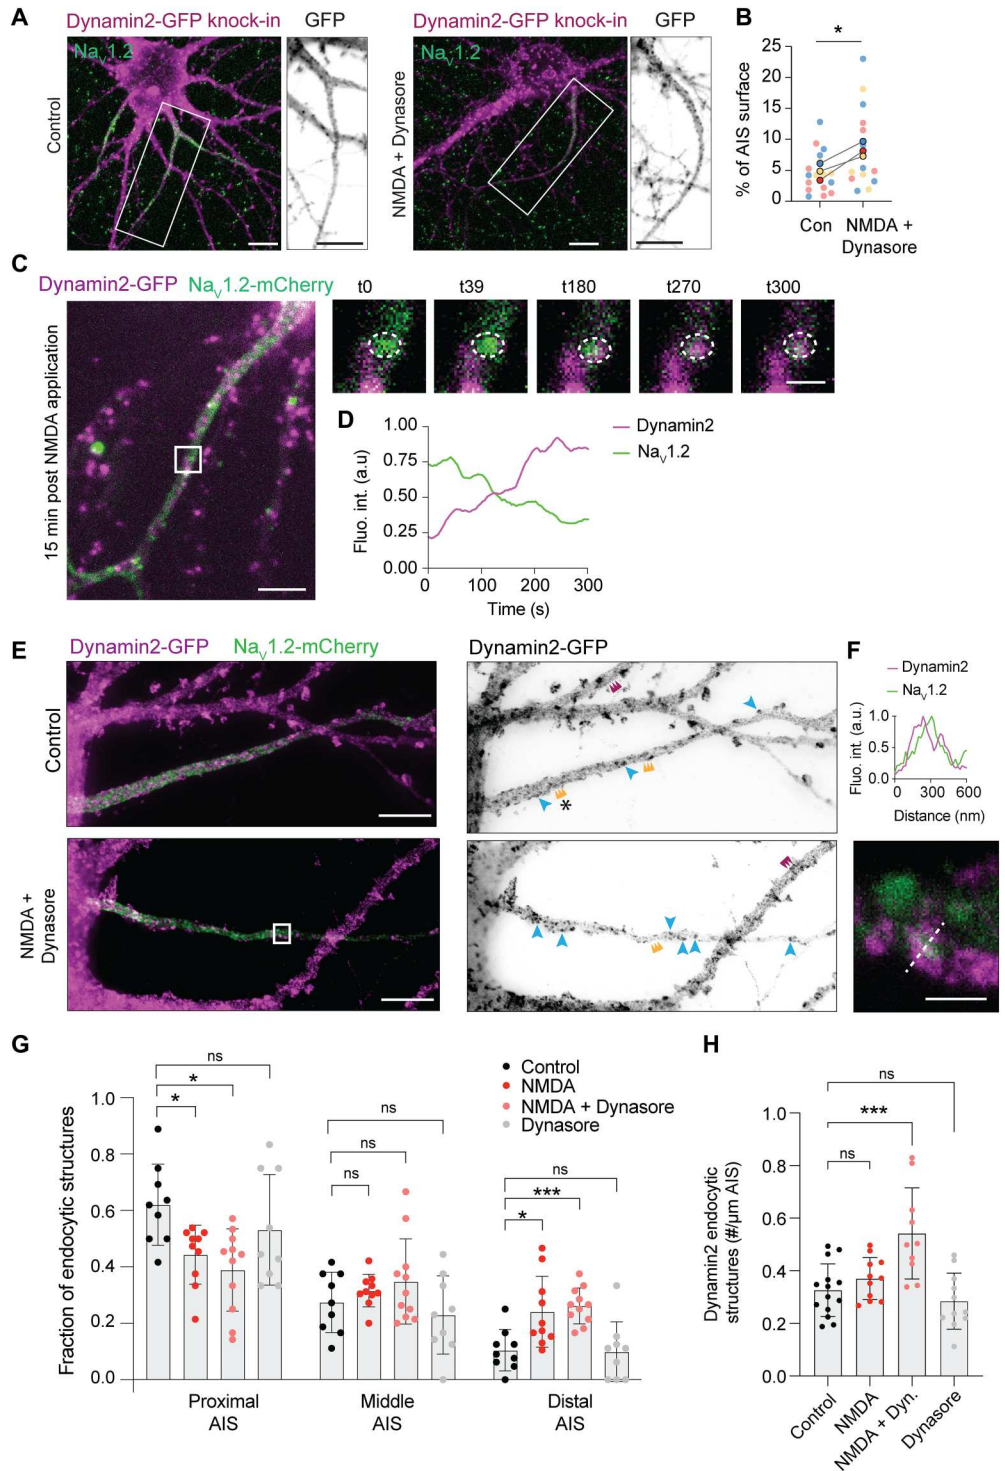 A
Dynamin2-GFP knock-in
GFP
Dynamin2-GFP knock-in
GFP
Naᵥ1.2
Naᵥ1.2
Control
NMDA + Dynasore
B
*
% of AIS surface
25
20
15
10
5
0
Con
NMDA +
Dynasore
C
Dynamin2-GFP
Naᵥ1.2-mCherry
15 min post NMDA application
t0
t39
t180
t270
t300
D
Fluo. int. (a.u)
1.00
0.75
0.50
0.25
0.00
0
100
200
300
Time (s)
Dynamin2
Naᵥ1.2
E
Dynamin2-GFP
Naᵥ1.2-mCherry
Dynamin2-GFP
Control
*
NMDA +
Dynasore
F
Dynamin2
Naᵥ1.2
Fluo. int. (a.u.)
1.0
0.5
0.0
0
300
600
Distance (nm)
G
Fraction of endocytic structures
1.0
0.8
0.6
0.4
0.2
0.0
ns
*
*
ns
ns
ns
ns
***
*
Control
NMDA
NMDA + Dynasore
Dynasore
Proximal
AIS
Middle
AIS
Distal
AIS
H
Dynamin2 endocytic
structures (#/μm AIS)
1.0
0.8
0.6
0.4
0.2
0.0
ns
***
ns
Control
NMDA
NMDA + Dyn.
Dynasore